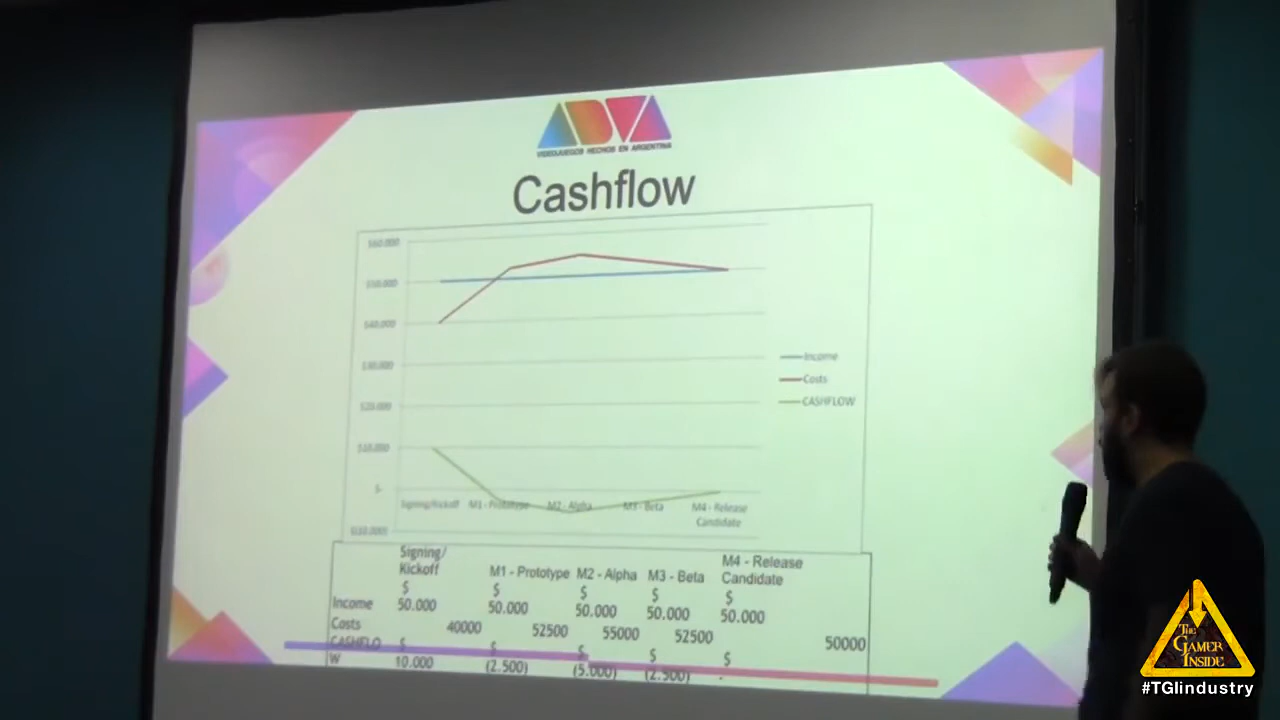 ADVA
VIDEOJUEGOS HECHOS EN ARGENTINA
Cashflow
$60.000
$50.000
$40.000
$30.000
$20.000
$10.000
$-
$(10.000)
Signing/Kickoff M1 - Prototype M2 - Alpha M3 - Beta M4 - Release
Candidate
Income
Costs
CASHFLOW
Signing/
Kickoff M1 - Prototype M2 - Alpha M3 - Beta M4 - Release
Candidate
$ $ $ $ $
Income 50.000 50.000 50.000 50.000 50.000
Costs 40000 52500 55000 52500 50000
CASHFLO $ $ $ $ $
W 10.000 (2.500) (5.000) (2.500) -
THE
GAMER
INSIDE
#TGIindustry